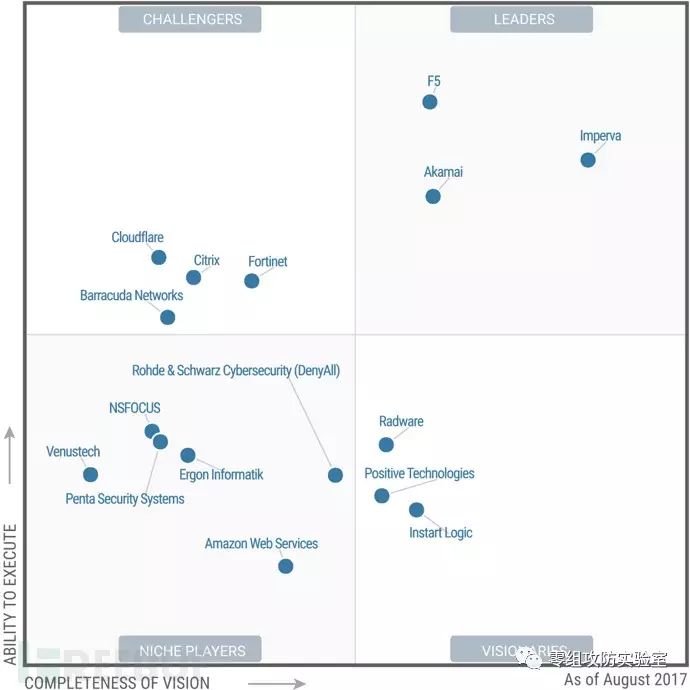 CHALLENGERS
LEADERS
F5
Imperva
Akamai
Cloudflare
Citrix
Fortinet
Barracuda Networks
Rohde & Schwarz Cybersecurity (DenyAll)
NSFOCUS
Radware
Venustech
Positive Technologies
Ergon Informatik
Penta Security Systems
Instart Logic
Amazon Web Services
ABILITY TO EXECUTE
NICHE PLAYERS
VISIONARIES
零组攻防实验室
COMPLETENESS OF VISION
As of August 2017